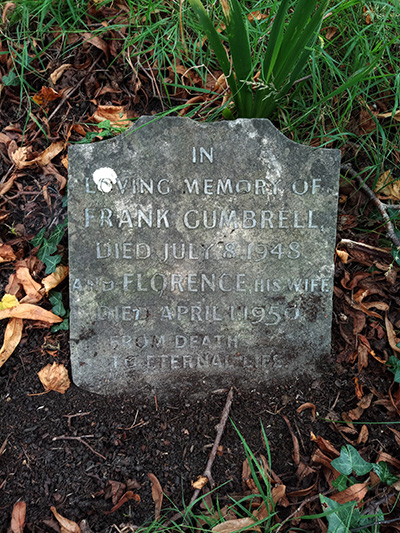 IN
LOVING MEMORY OF
FRANK GUMBRELL,
DIED JULY 8. 1948
AND FLORENCE, HIS WIFE
DIED APRIL 1. 1950.
FROM DEATH
TO ETERNAL LIFE.